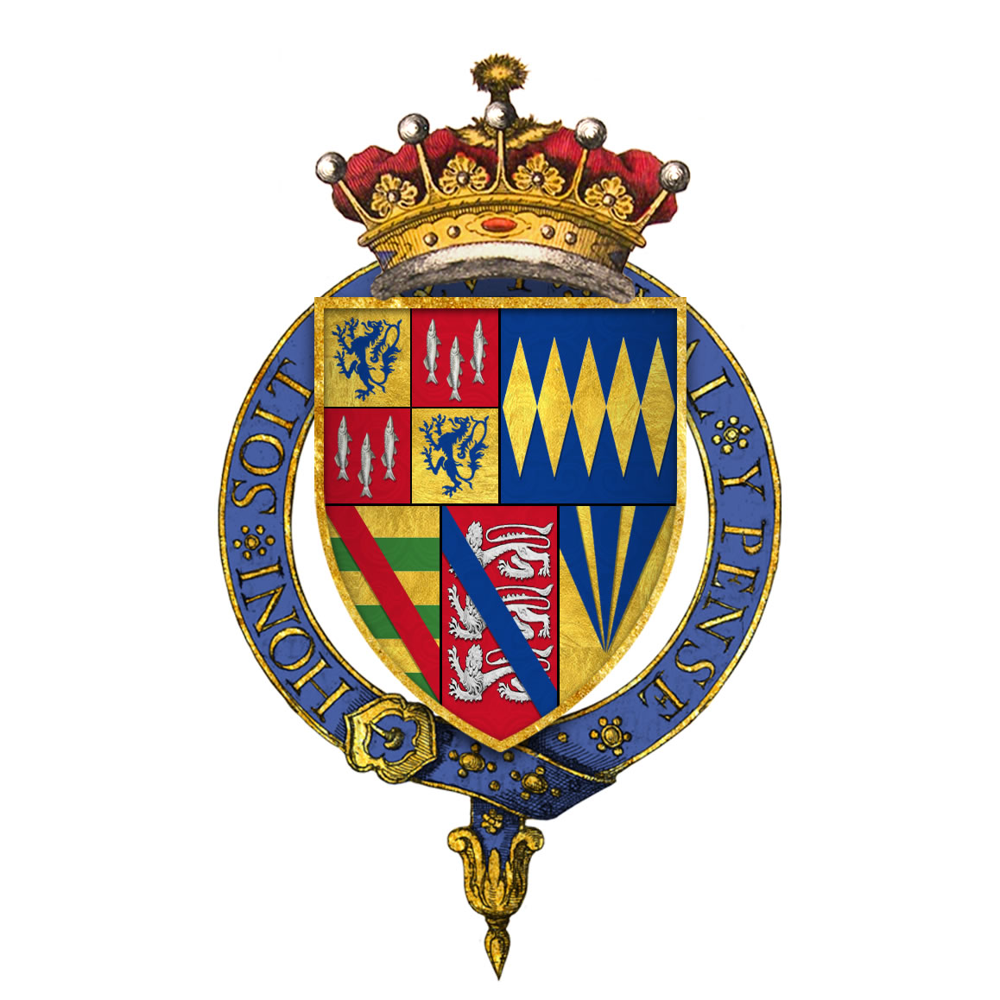 HONI · SOIT
L · Y · PENSE